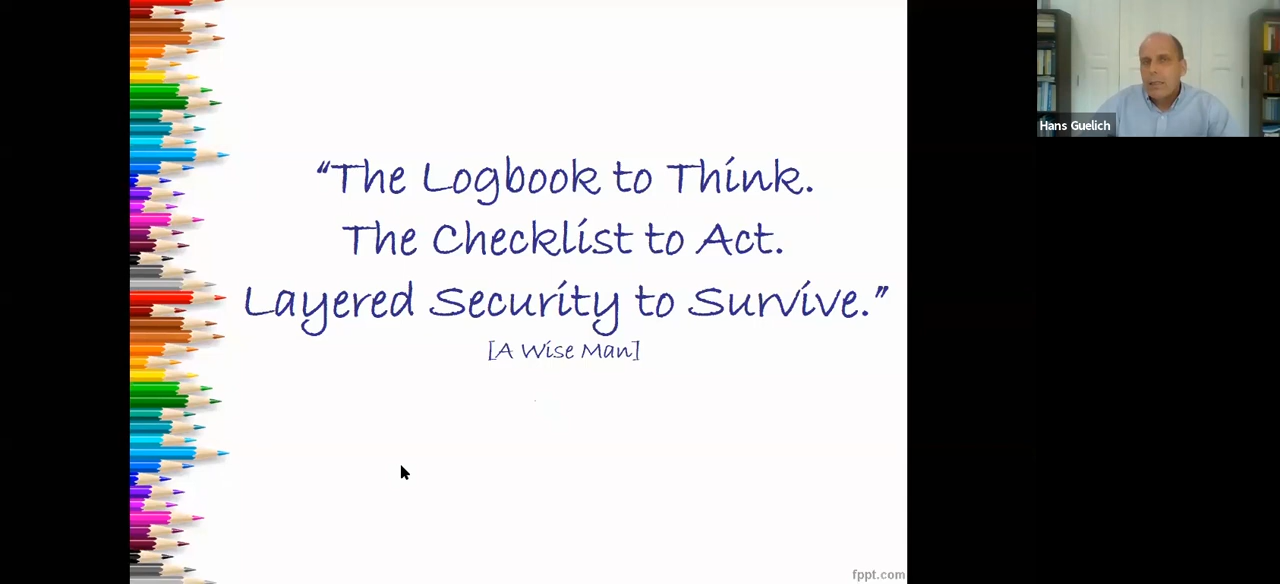 “The Logbook to Think.
The Checklist to Act.
Layered Security to Survive.”
[A Wise Man]
fppt.com
Hans Guelich